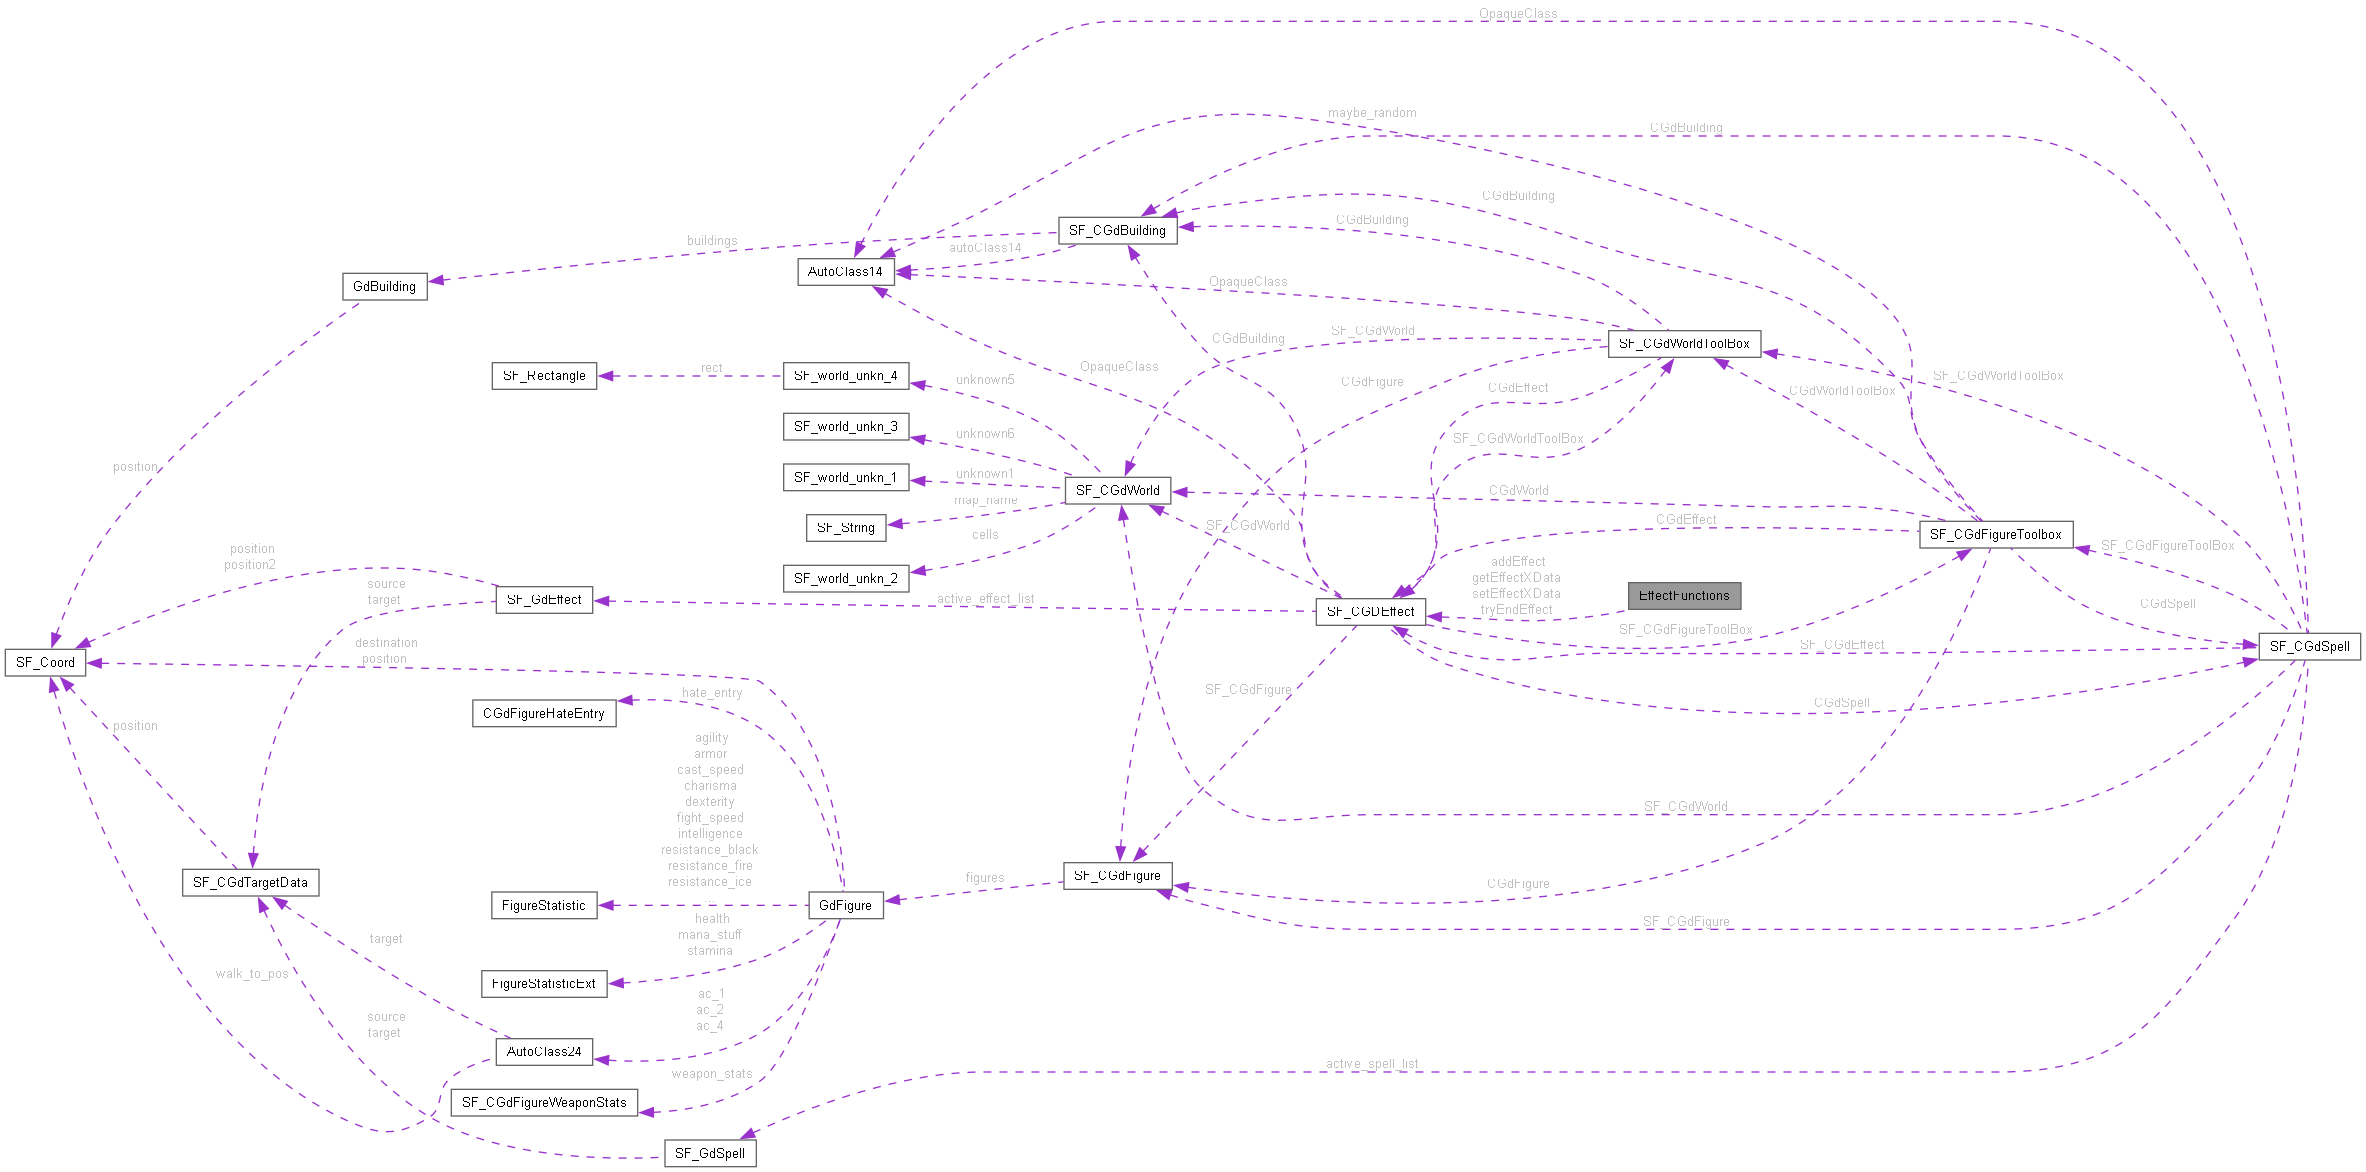 OpaqueClass
maybe_random
CGdBuilding
CGdBuilding
CGdBuilding
SF_CGdBuilding
buildings
autoClass14
AutoClass14
GdBuilding
OpaqueClass
SF_CGdWorld
CGdBuilding
SF_CGdWorldToolBox
OpaqueClass
rect
SF_Rectangle
SF_world_unkn_4
unknown5
CGdFigure
CGdEffect
CGdWorldToolBox
SF_CGdWorldToolBox
SF_world_unkn_3
unknown6
SF_CGdWorldToolBox
position
SF_world_unkn_1
unknown1
SF_CGdWorld
CGdWorld
map_name
SF_String
SF_CGdWorld
CGdEffect
SF_CGdFigureToolbox
cells
SF_CGdFigureToolBox
position
position2
SF_world_unkn_2
addEffect
getEffectXData
setEffectXData
tryEndEffect
source
target
SF_GdEffect
active_effect_list
SF_CGDEffect
EffectFunctions
CGdSpell
SF_CGdFigureToolBox
SF_CGdEffect
SF_CGdSpell
destination
position
SF_Coord
hate_entry
SF_CGdFigure
CGdSpell
CGdFigureHateEntry
position
agility
armor
cast_speed
charisma
dexterity
fight_speed
intelligence
resistance_black
resistance_fire
resistance_ice
...
SF_CGdWorld
SF_CGdTargetData
figures
SF_CGdFigure
CGdFigure
FigureStatistic
GdFigure
SF_CGdFigure
health
mana_stuff
stamina
target
walk_to_pos
FigureStatisticExt
ac_1
ac_2
ac_4
source
target
AutoClass24
active_spell_list
weapon_stats
SF_CGdFigureWeaponStats
SF_GdSpell